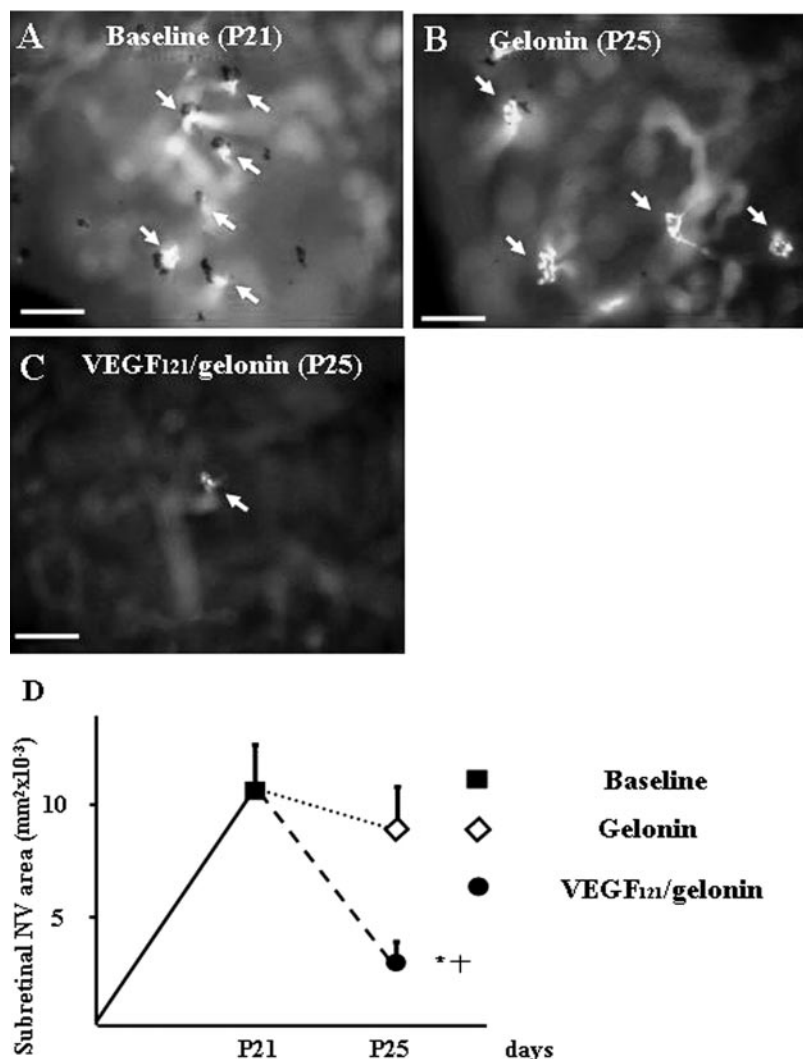 A Baseline (P21)
B Gelonin (P25)
C VEGF121/gelonin (P25)
D
Subretinal NV area (mm²x10⁻³)
10
5
Baseline
Gelonin
VEGF121/gelonin
*+
P21 P25 days